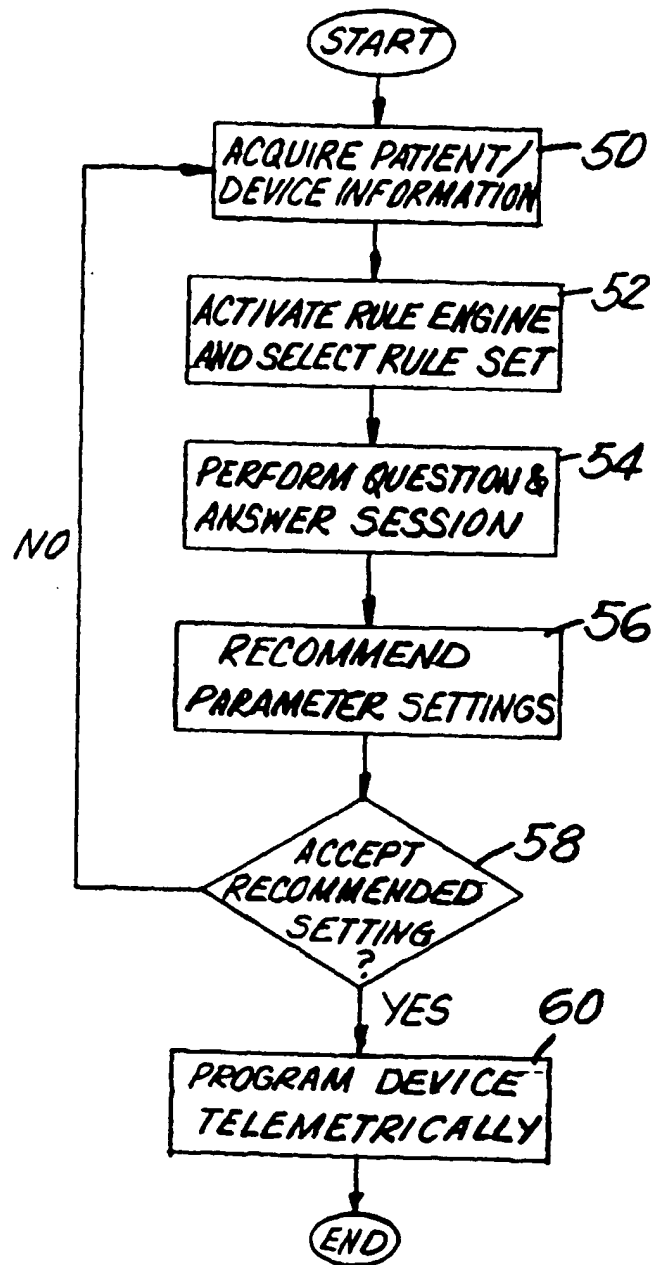 START
ACQUIRE PATIENT/
DEVICE INFORMATION
50
ACTIVATE RULE ENGINE
AND SELECT RULE SET
52
PERFORM QUESTION &
ANSWER SESSION
54
NO
RECOMMEND
PARAMETER SETTINGS
56
ACCEPT
RECOMMENDED
SETTING
?
58
YES
PROGRAM DEVICE
TELEMETRICALLY
60
END